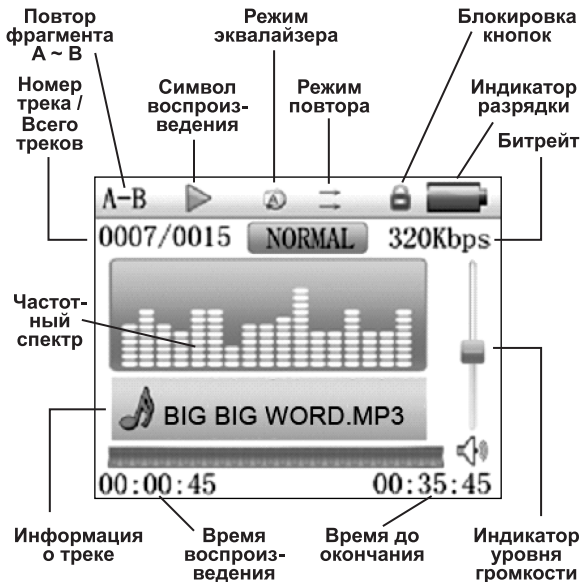 Повтор
фрагмента
A ~ B
Режим
эквалайзера
Блокировка
кнопок
Номер
трека /
Всего
треков
Символ
воспроиз-
ведения
Режим
повтора
Индикатор
разрядки
Битрейт
A-B
A
0007/0015
NORMAL
320Kbps
Частот-
ный
спектр
BIG BIG WORD.MP3
00:00:45
00:35:45
Информация
о треке
Время
воспроиз-
ведения
Время до
окончания
Индикатор
уровня
громкости